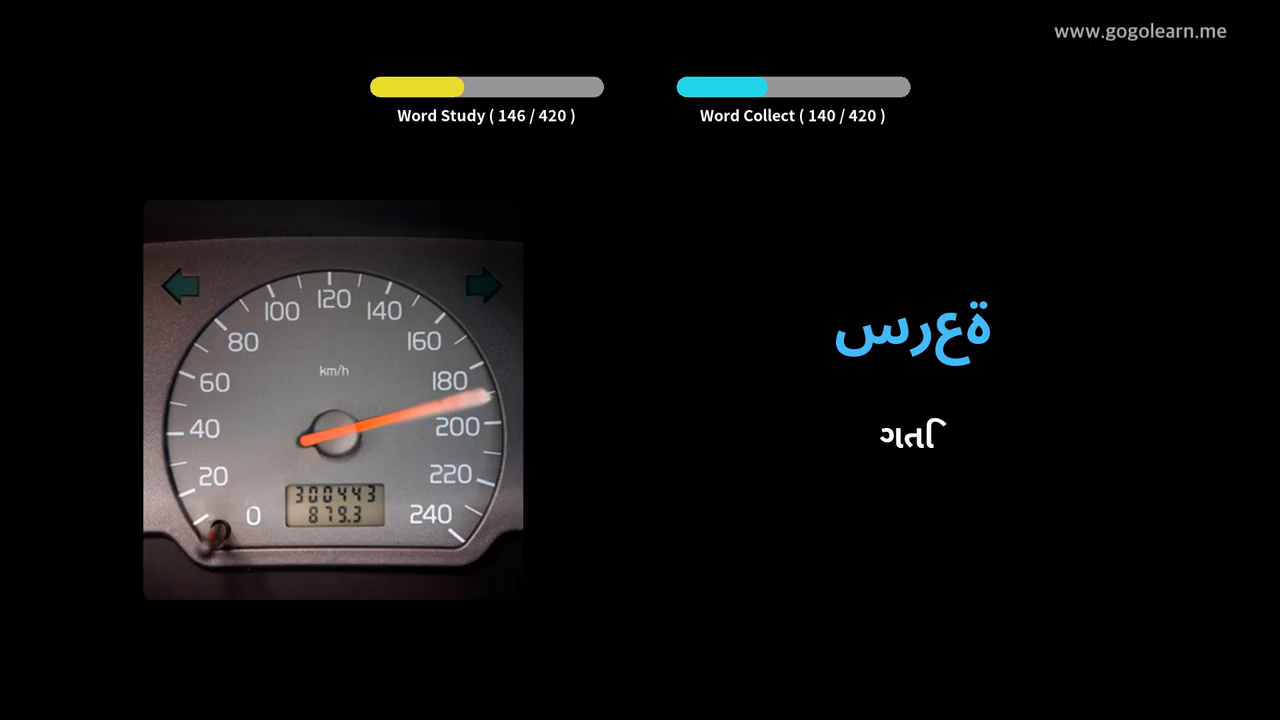 www.gogolearn.me
Word Study ( 146 / 420 )
Word Collect ( 140 / 420 )
0
20
40
60
80
100
120
140
160
180
200
220
240
km/h
300443
879.3
سرعة
ગતિ